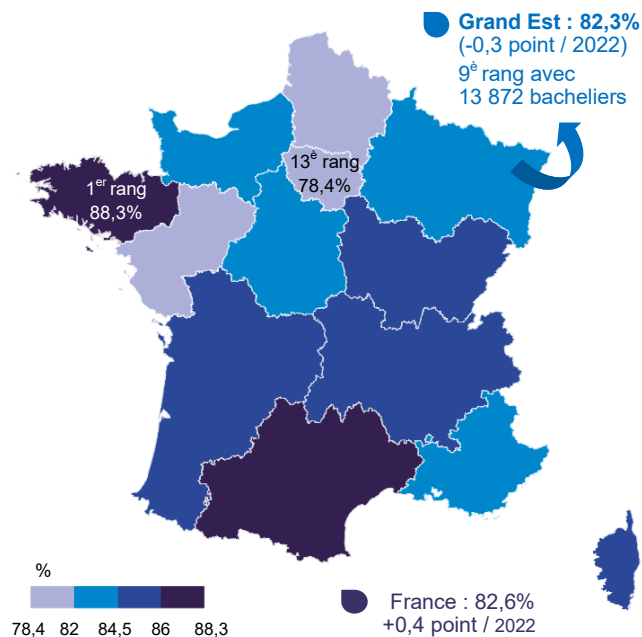 Grand Est : 82,3%
(-0,3 point / 2022)
9è rang avec
13 872 bacheliers
13è rang
78,4%
1er rang
88,3%
%
78,4 82 84,5 86 88,3
France : 82,6%
+0,4 point / 2022